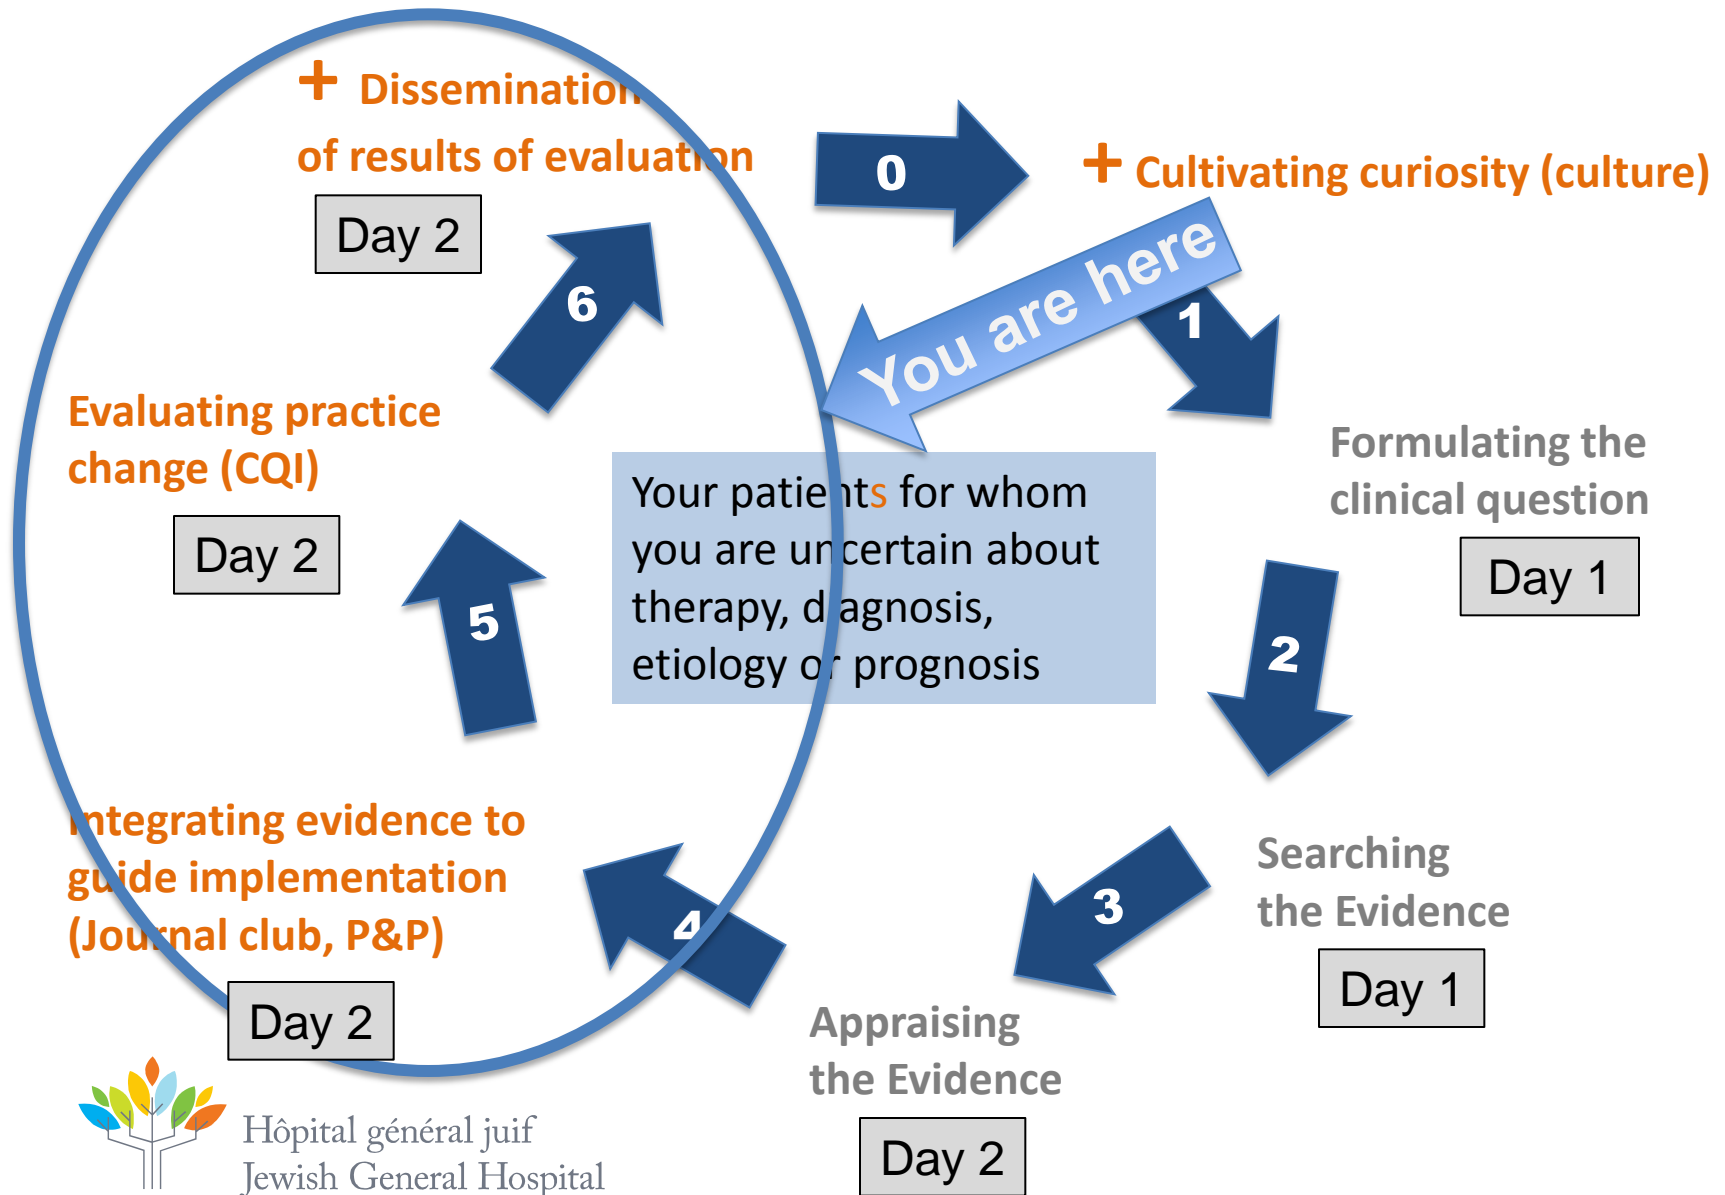 + Dissemination
of results of evaluation
Day 2
0
+ Cultivating curiosity (culture)
You are here
1
Formulating the
clinical question
Day 1
2
Searching
the Evidence
Day 1
3
Appraising
the Evidence
Day 2
4
Integrating evidence to
guide implementation
(Journal club, P&P)
Day 2
5
Evaluating practice
change (CQI)
Day 2
6
Your patients for whom
you are uncertain about
therapy, diagnosis,
etiology or prognosis
Hôpital général juif
Jewish General Hospital